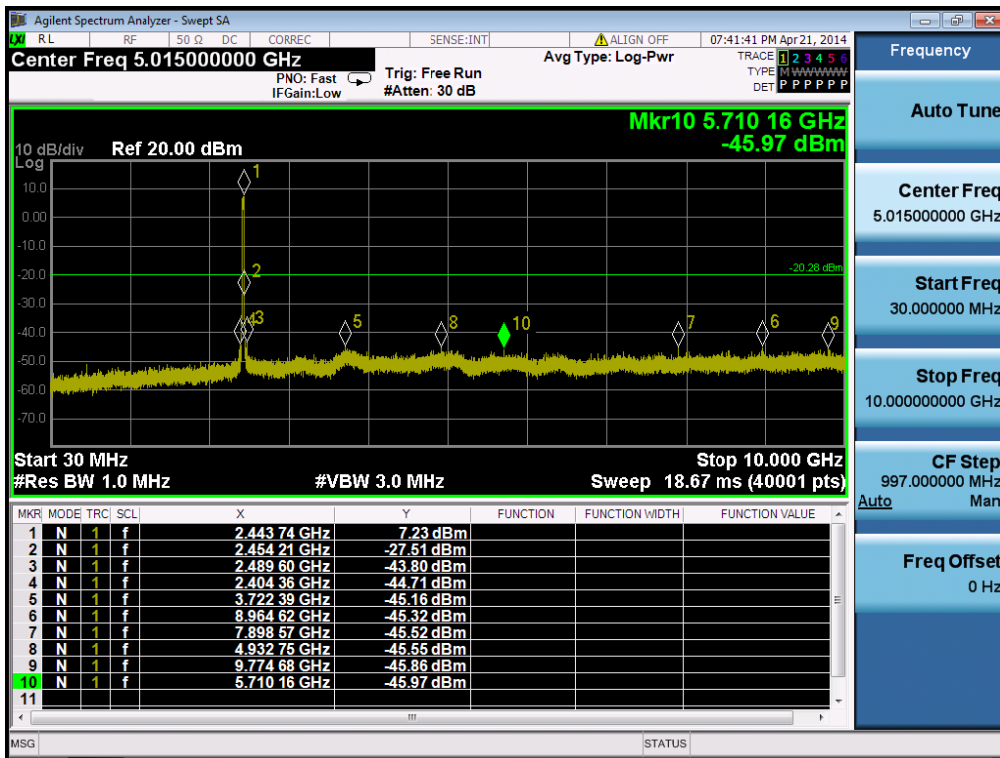 Agilent Spectrum Analyzer - Swept SA
LXI RL RF 50 Ω DC CORREC SENSE:INT ALIGN OFF 07:41:41 PM Apr 21, 2014
Center Freq 5.015000000 GHz
PNO: Fast
IFGain:Low
Trig: Free Run
#Atten: 30 dB
Avg Type: Log-Pwr
TRACE 1 2 3 4 5 6
TYPE M WWWWW
DET P P P P P P
Mkr10 5.710 16 GHz
-45.97 dBm
10 dB/div Ref 20.00 dBm
Log
10.0
0.00
-10.0
-20.0
-30.0
-40.0
-50.0
-60.0
-70.0
1
2
-20.28 dBm
4 3 5 8 10 7 6 9
Start 30 MHz Stop 10.000 GHz
#Res BW 1.0 MHz #VBW 3.0 MHz Sweep 18.67 ms (40001 pts)
MKR MODE TRC SCL X Y FUNCTION FUNCTION WIDTH FUNCTION VALUE
1 N 1 f 2.443 74 GHz 7.23 dBm
2 N 1 f 2.454 21 GHz -27.51 dBm
3 N 1 f 2.489 60 GHz -43.80 dBm
4 N 1 f 2.404 36 GHz -44.71 dBm
5 N 1 f 3.722 39 GHz -45.16 dBm
6 N 1 f 8.964 62 GHz -45.32 dBm
7 N 1 f 7.898 57 GHz -45.52 dBm
8 N 1 f 4.932 75 GHz -45.55 dBm
9 N 1 f 9.774 68 GHz -45.86 dBm
10 N 1 f 5.710 16 GHz -45.97 dBm
11
MSG STATUS
Frequency
Auto Tune
Center Freq
5.015000000 GHz
Start Freq
30.000000 MHz
Stop Freq
10.000000000 GHz
CF Step
997.000000 MHz
Auto Man
Freq Offset
0 Hz